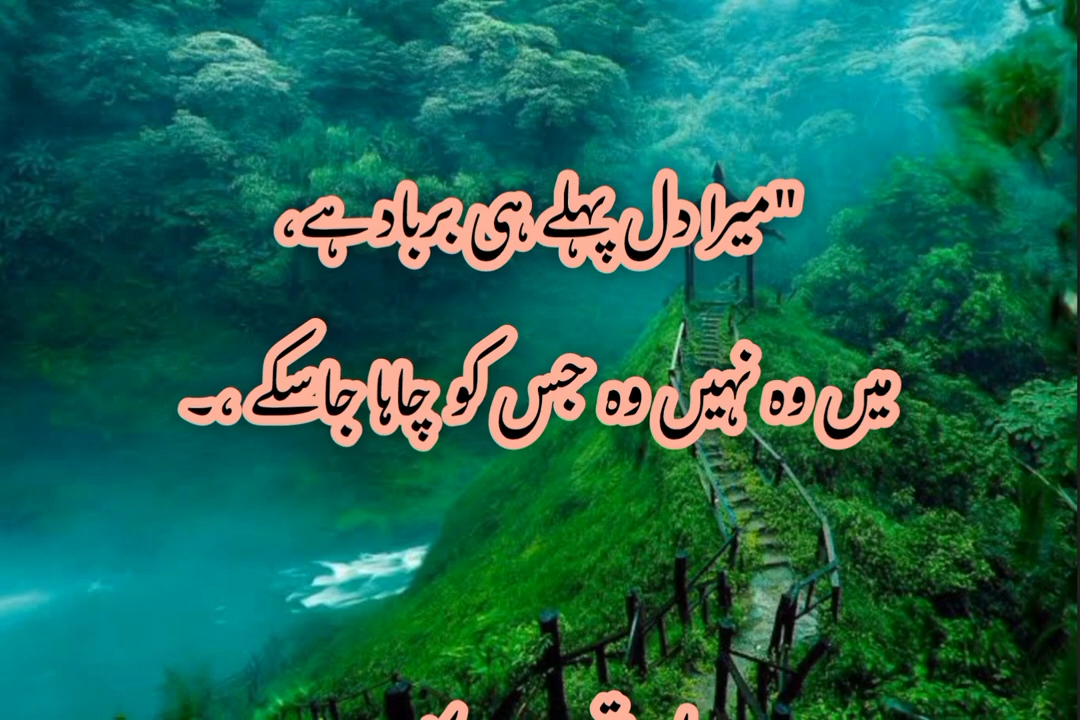 "میرا دل پہلے ہی برباد ہے،
میں وہ نہیں وہ جس کو چاہا جا سکے ،۔